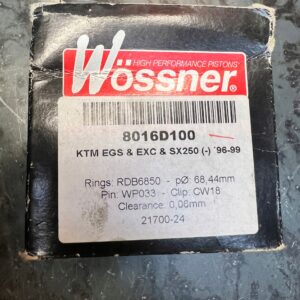 HIGH PERFORMANCE PISTONS
Wössner
8016D100
KTM EGS & EXC & SX250 (-) ´96-99
Rings: RDB6850 - pØ: 68,44mm
Pin: WP033 - Clip: CW18
Clearance: 0,06mm
21700-24